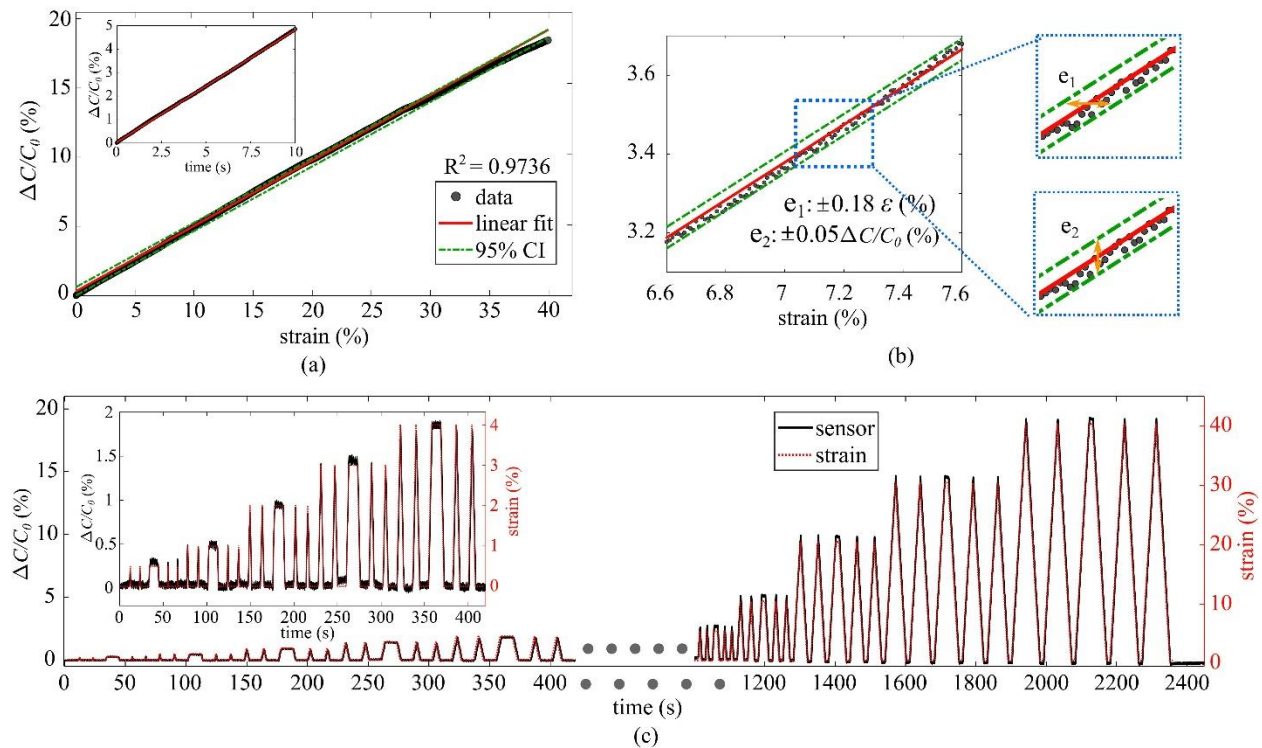 20
15
10
5
0
ΔC/C₀ (%)
0 5 10 15 20 25 30 35 40
strain (%)
5
4
3
2
1
0
ΔC/C₀ (%)
0 2.5 5 7.5 10
time (s)
R² = 0.9736
data
linear fit
95% CI
(a)
3.6
3.4
3.2
6.6 6.8 7 7.2 7.4 7.6
strain (%)
e₁: ±0.18 ε (%)
e₂: ±0.05ΔC/C₀ (%)
e₁
e₂
(b)
20
15
10
5
0
ΔC/C₀ (%)
2
1.5
1
0.5
0
ΔC/C₀ (%)
4
3
2
1
0
strain (%)
0 50 100 150 200 250 300 350 400
time (s)
sensor
strain
40
30
20
10
0
strain (%)
0 50 100 150 200 250 300 350 400 1200 1400 1600 1800 2000 2200 2400
time (s)
(c)